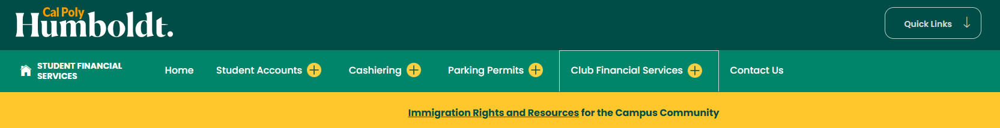 Cal Poly
Humboldt.
Quick Links
STUDENT FINANCIAL
SERVICES
Home
Student Accounts
Cashiering
Parking Permits
Club Financial Services
Contact Us
Immigration Rights and Resources for the Campus Community